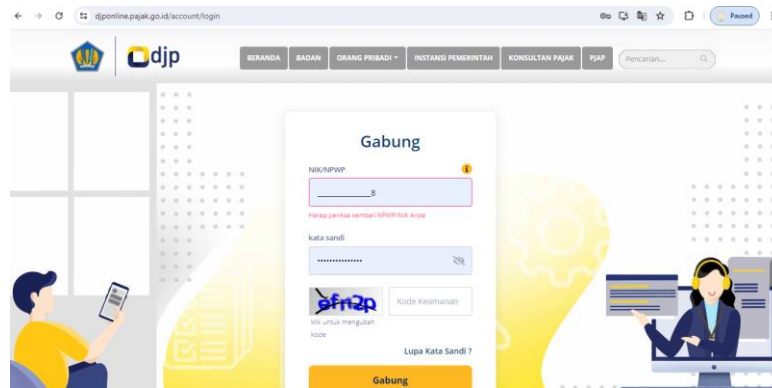 djponline.pajak.go.id/account/login
Paused
djp
BERANDA
BADAN
ORANG PRIBADI
INSTANSI PEMERINTAH
KONSULTAN PAJAK
PJAP
Pencarian...
Gabung
NIK/NPWP
_______________8
Harap periksa kembali NPWP/NIK Anda
kata sandi
efn2p
Kode Keamanan
klik untuk mengubah
kode
Lupa Kata Sandi ?
Gabung